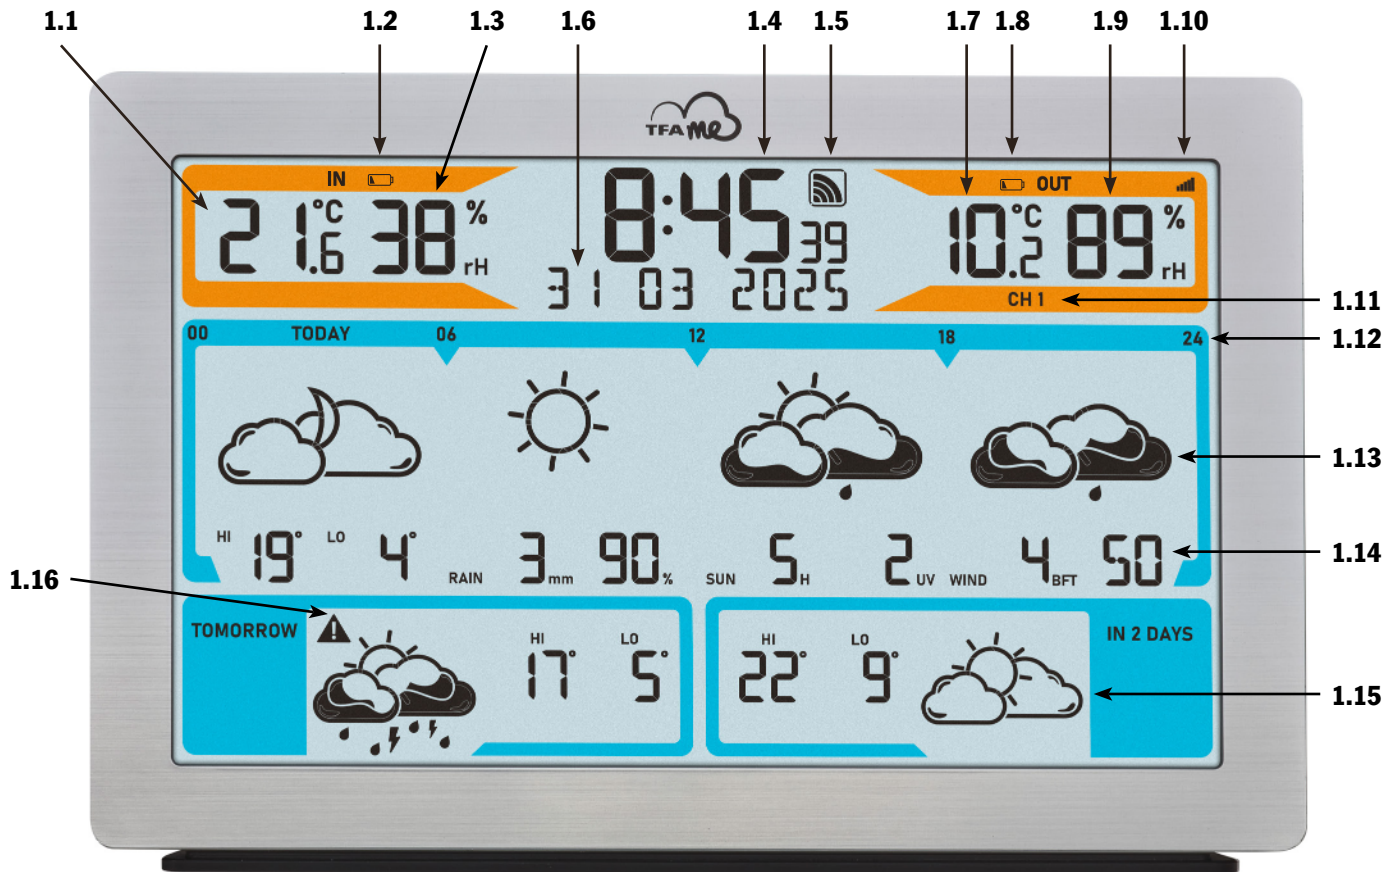 1.1 1.2 1.3 1.6 1.4 1.5 1.7 1.8 1.9 1.10
TFA me
IN
21.6 °C 38 % rH
8:45 39
31 03 2025
OUT
10.2 °C 89 % rH
CH 1
1.11
00 TODAY 06 12 18 24
1.12
1.13
HI 19° LO 4° RAIN 3 mm 90 % SUN 5 H 2 UV WIND 4 BFT 50
1.14
1.16
TOMORROW
HI 17° LO 5°
HI 22° LO 9°
IN 2 DAYS
1.15